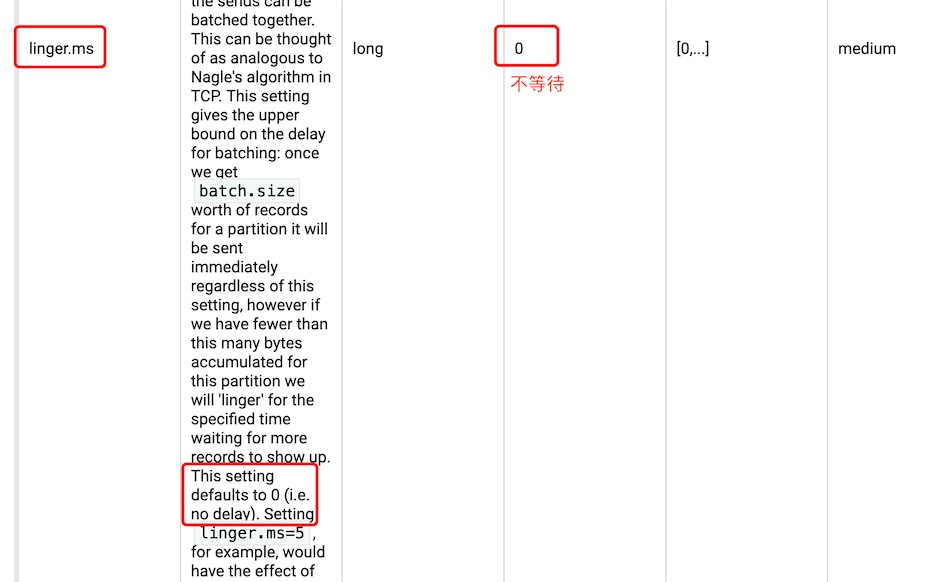 the sends can be
batched together.
linger.ms This can be thought long 0 [0,...] medium
of as analogous to
Nagle's algorithm in
不等待
TCP. This setting
gives the upper
bound on the delay
for batching: once
we get
batch.size
worth of records
for a partition it will
be sent
immediately
regardless of this
setting, however if
we have fewer than
this many bytes
accumulated for
this partition we
will 'linger' for the
specified time
waiting for more
records to show up.
This setting
defaults to 0 (i.e.
no delay). Setting
linger.ms=5 ,
for example, would
have the effect of